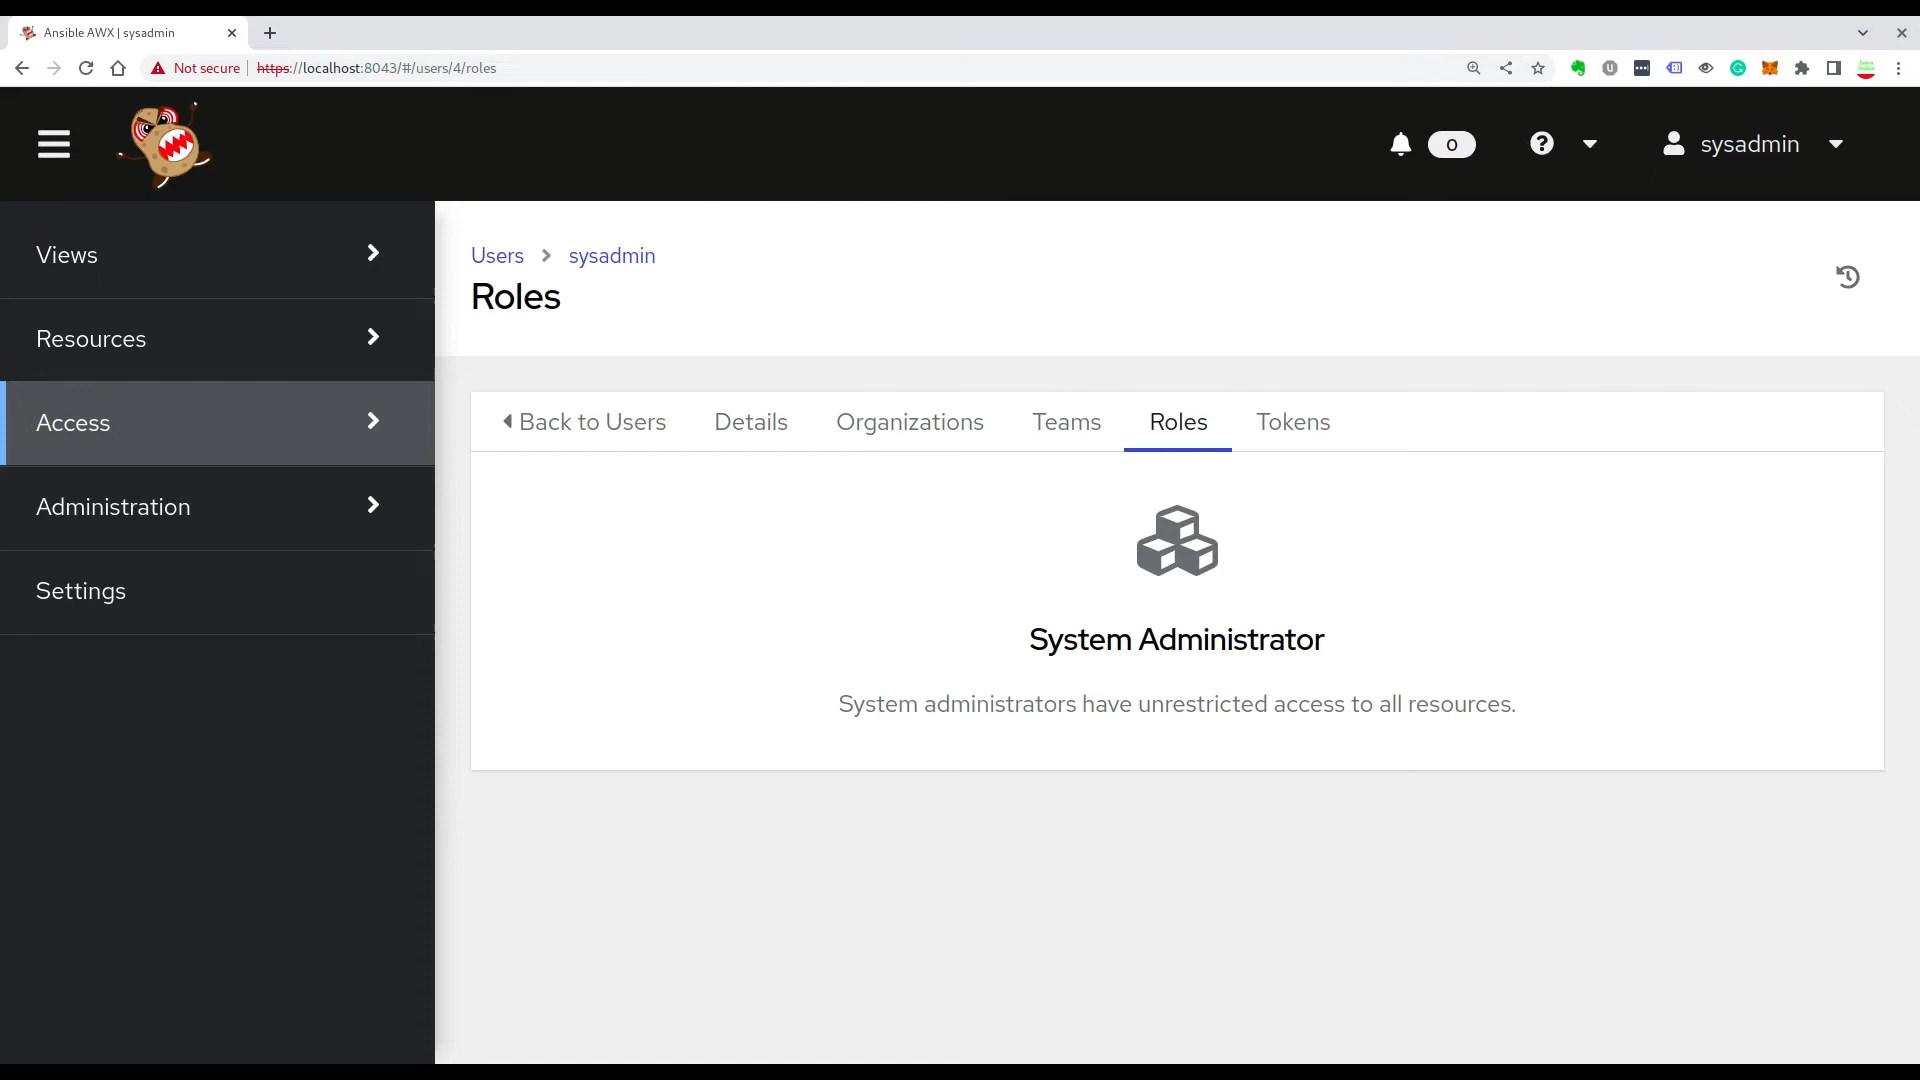 Ansible AWX | sysadmin
Not secure
https://localhost:8043/#/users/4/roles
0
sysadmin
Views
Resources
Access
Administration
Settings
Users
sysadmin
Roles
Back to Users
Details
Organizations
Teams
Roles
Tokens
System Administrator
System administrators have unrestricted access to all resources.